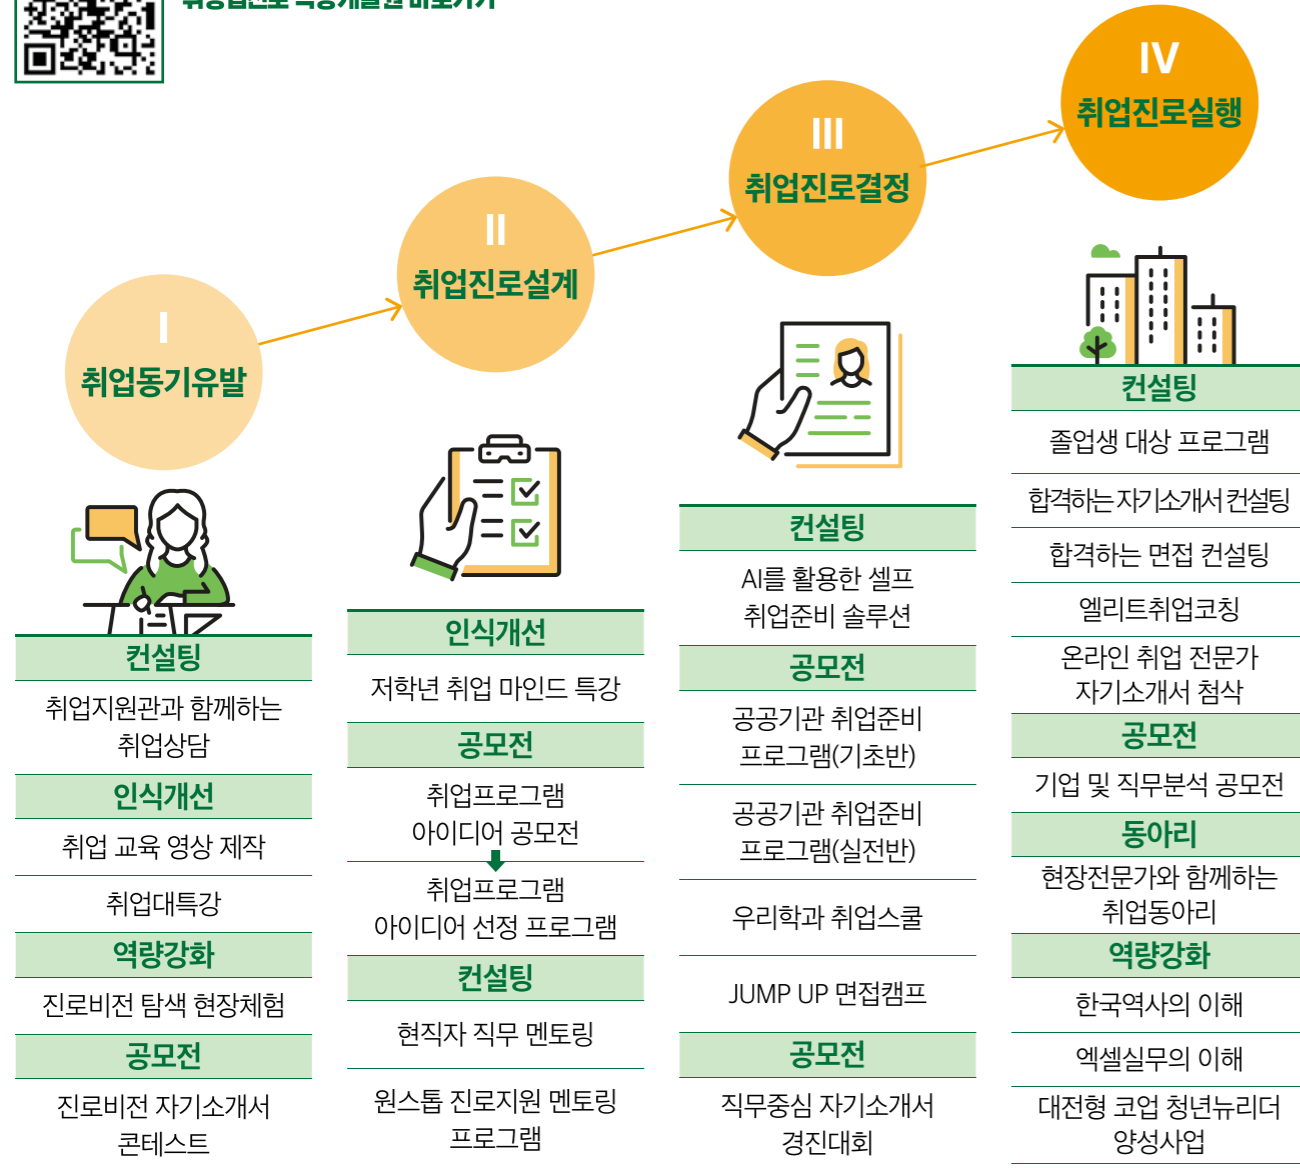 I
취업동기유발
컨설팅
취업지원관과 함께하는
취업상담
인식개선
취업 교육 영상 제작
취업대특강
역량강화
진로비전 탐색 현장체험
공모전
진로비전 자기소개서
콘테스트
II
취업진로설계
인식개선
저학년 취업 마인드 특강
공모전
취업프로그램
아이디어 공모전
취업프로그램
아이디어 선정 프로그램
컨설팅
현직자 직무 멘토링
원스톱 진로지원 멘토링
프로그램
III
취업진로결정
컨설팅
AI를 활용한 셀프
취업준비 솔루션
공모전
공공기관 취업준비
프로그램(기초반)
공공기관 취업준비
프로그램(실전반)
우리학과 취업스쿨
JUMP UP 면접캠프
공모전
직무중심 자기소개서
경진대회
IV
취업진로실행
컨설팅
졸업생 대상 프로그램
합격하는 자기소개서 컨설팅
합격하는 면접 컨설팅
엘리트취업코칭
온라인 취업 전문가
자기소개서 첨삭
공모전
기업 및 직무분석 공모전
동아리
현장전문가와 함께하는
취업동아리
역량강화
한국역사의 이해
엑셀실무의 이해
대전형 코업 청년뉴리더
양성사업